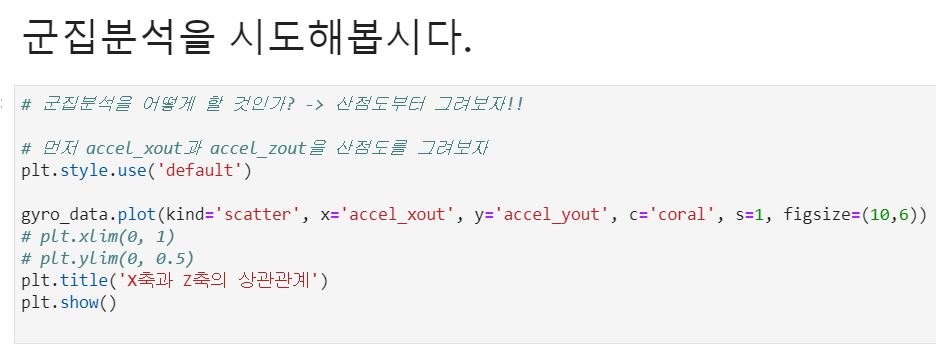 군집분석을 시도해봅시다.
# 군집분석을 어떻게 할 것인가? -> 산점도부터 그려보자!!
# 먼저 accel_xout과 accel_zout을 산점도를 그려보자
plt.style.use('default')
gyro_data.plot(kind='scatter', x='accel_xout', y='accel_yout', c='coral', s=1, figsize=(10,6))
# plt.xlim(0, 1)
# plt.ylim(0, 0.5)
plt.title('X축과 Z축의 상관관계')
plt.show()